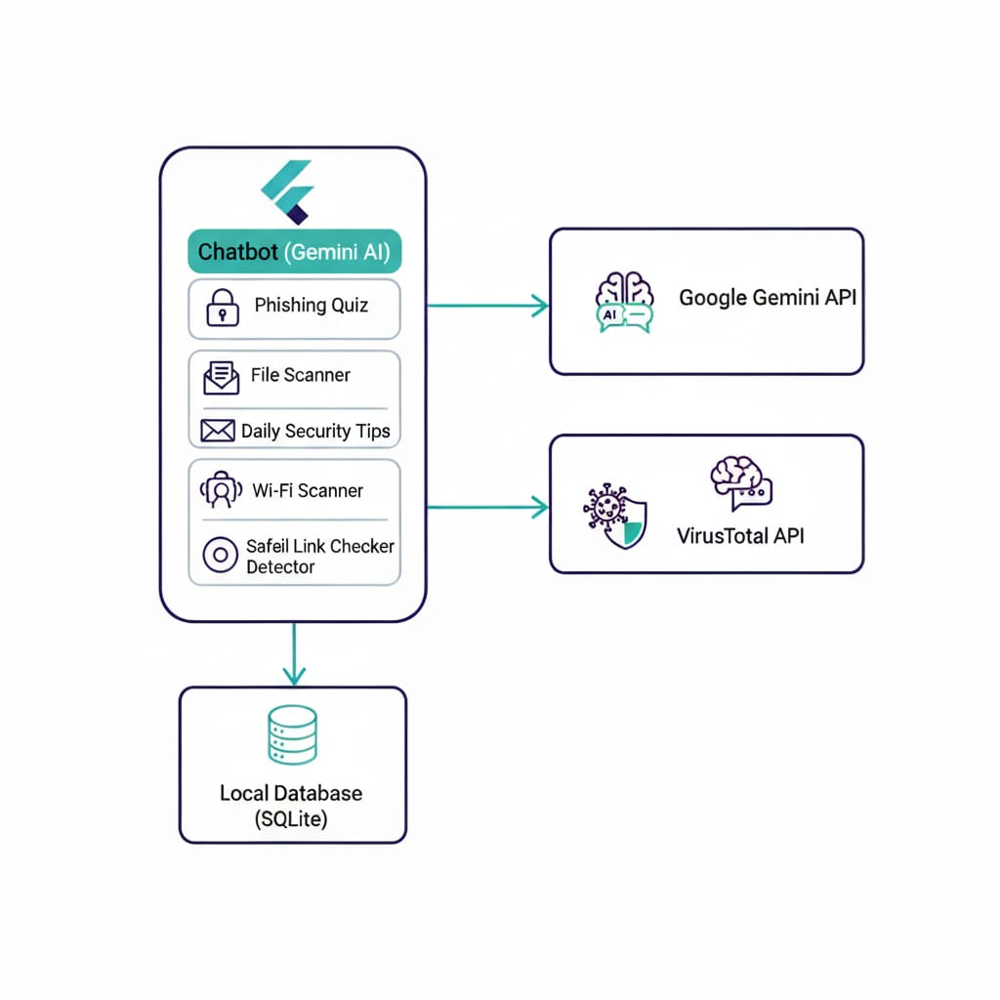 Chatbot (Gemini AI)
Phishing Quiz
File Scanner
Daily Security Tips
Wi-Fi Scanner
Safeil Link Checker
Detector
Google Gemini API
AI
VirusTotal API
Local Database
(SQLite)